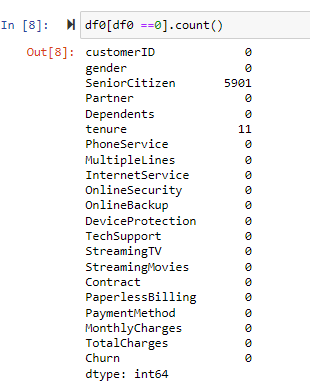 In [8]: df0[df0 ==0].count()
Out[8]: customerID 0
gender 0
SeniorCitizen 5901
Partner 0
Dependents 0
tenure 11
PhoneService 0
MultipleLines 0
InternetService 0
OnlineSecurity 0
OnlineBackup 0
DeviceProtection 0
TechSupport 0
StreamingTV 0
StreamingMovies 0
Contract 0
PaperlessBilling 0
PaymentMethod 0
MonthlyCharges 0
TotalCharges 0
Churn 0
dtype: int64